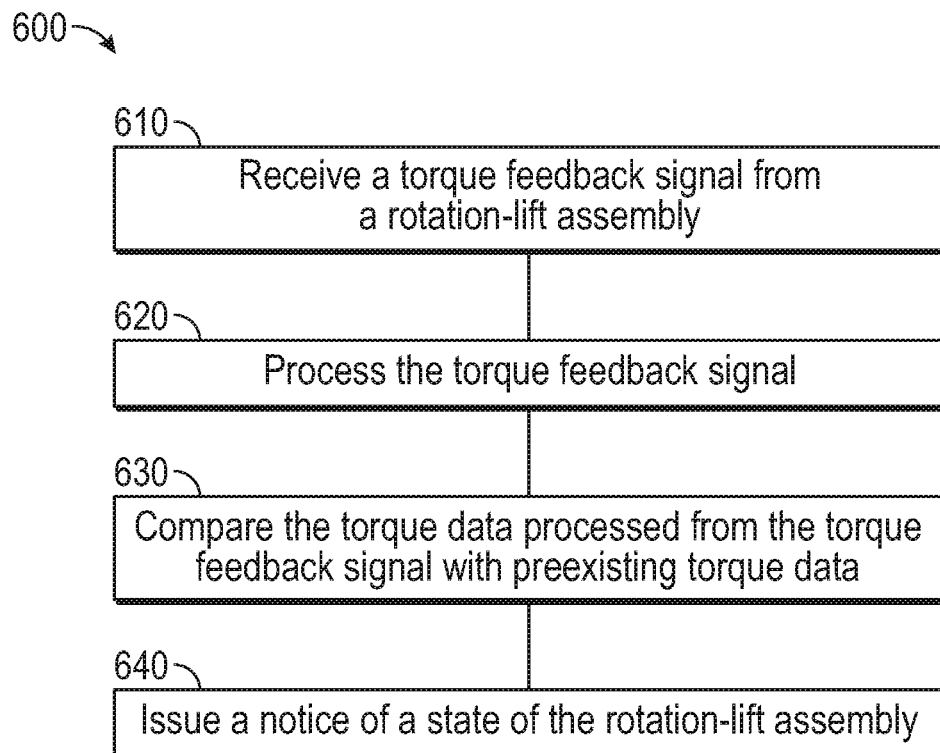 600
610
Receive a torque feedback signal from
a rotation-lift assembly
620
Process the torque feedback signal
630
Compare the torque data processed from the torque
feedback signal with preexisting torque data
640
Issue a notice of a state of the rotation-lift assembly